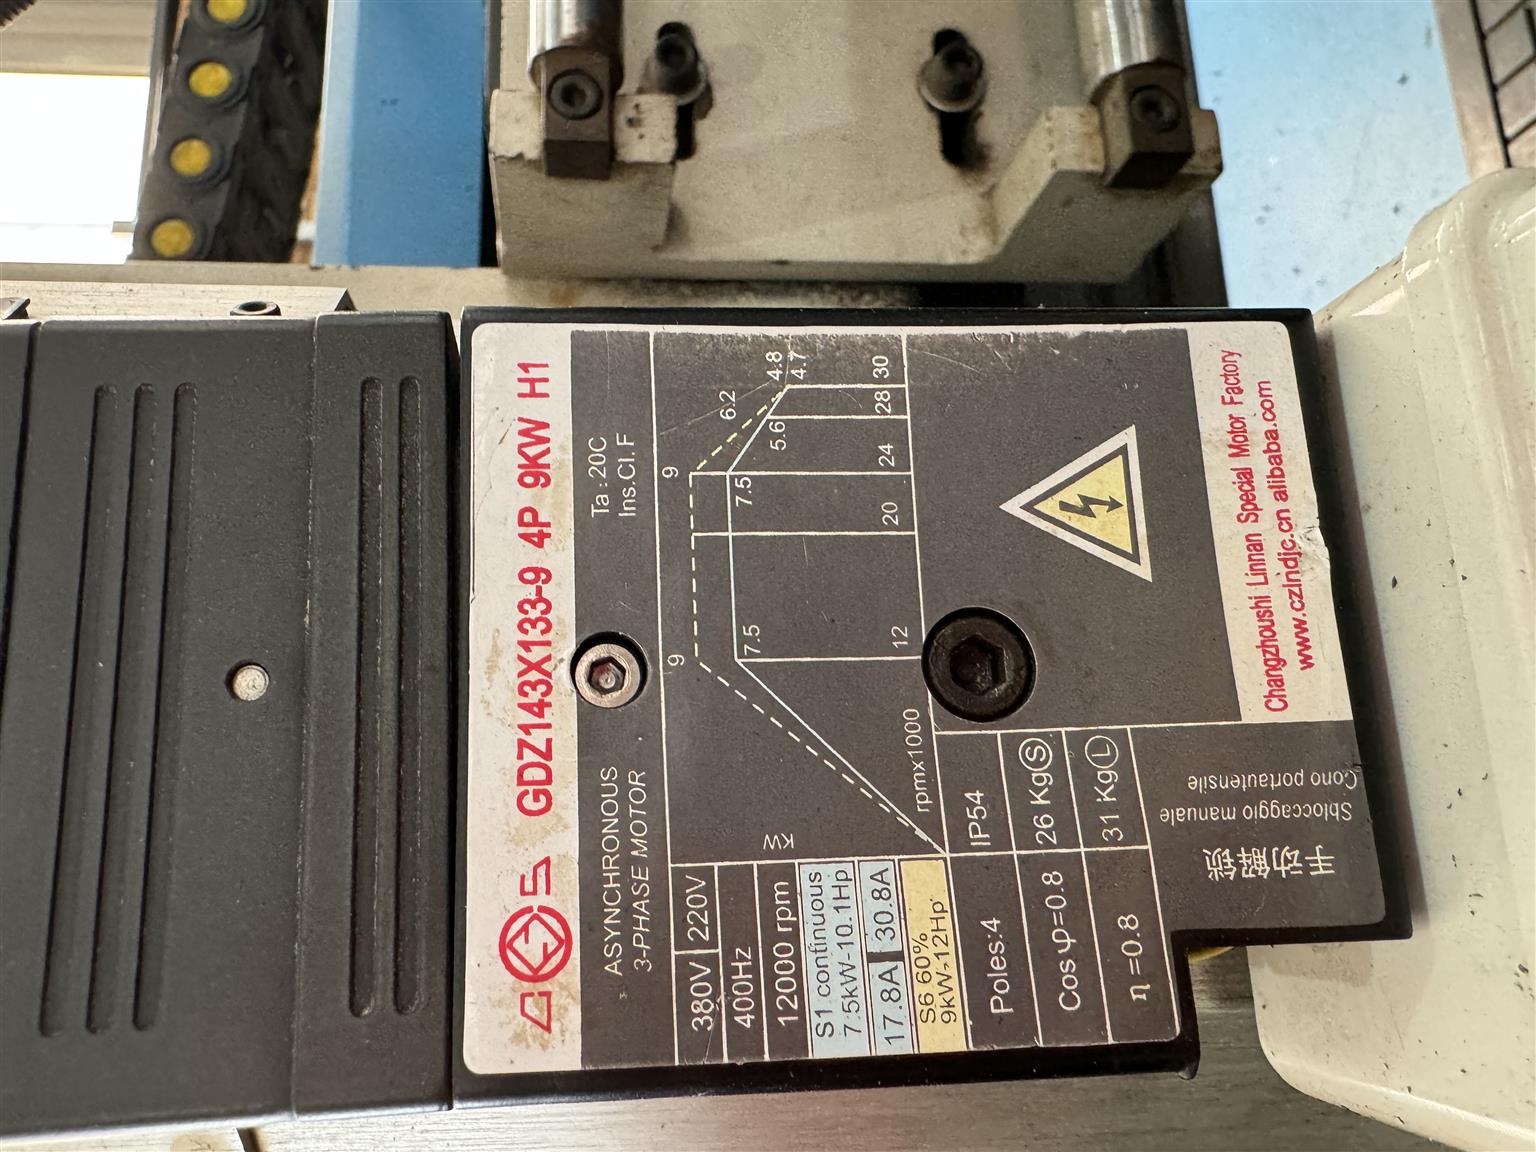 GDZ143X133-9 4P 9KW H1
ASYNCHRONOUS
3-PHASE MOTOR
Ta:20C
Ins.Cl.F
380V 220V
400Hz
12000 rpm
S1 continuous
7.5kW-10.1Hp
17.8A 30.8A
S6 60%
9kW-12Hp
KW
9 9 6.2 4.8
7.5 7.5 5.6 4.7
rpmx1000 12 20 24 28 30
Poles:4 IP54
Cosφ=0.8 26 KgⓈ
η=0.8 31 KgⓁ
手动解锁
Sbloccaggio manuale
Cono portautensile
Changzhoushi Linnan Special Motor Factory
www.czlndjc.cn alibaba.com